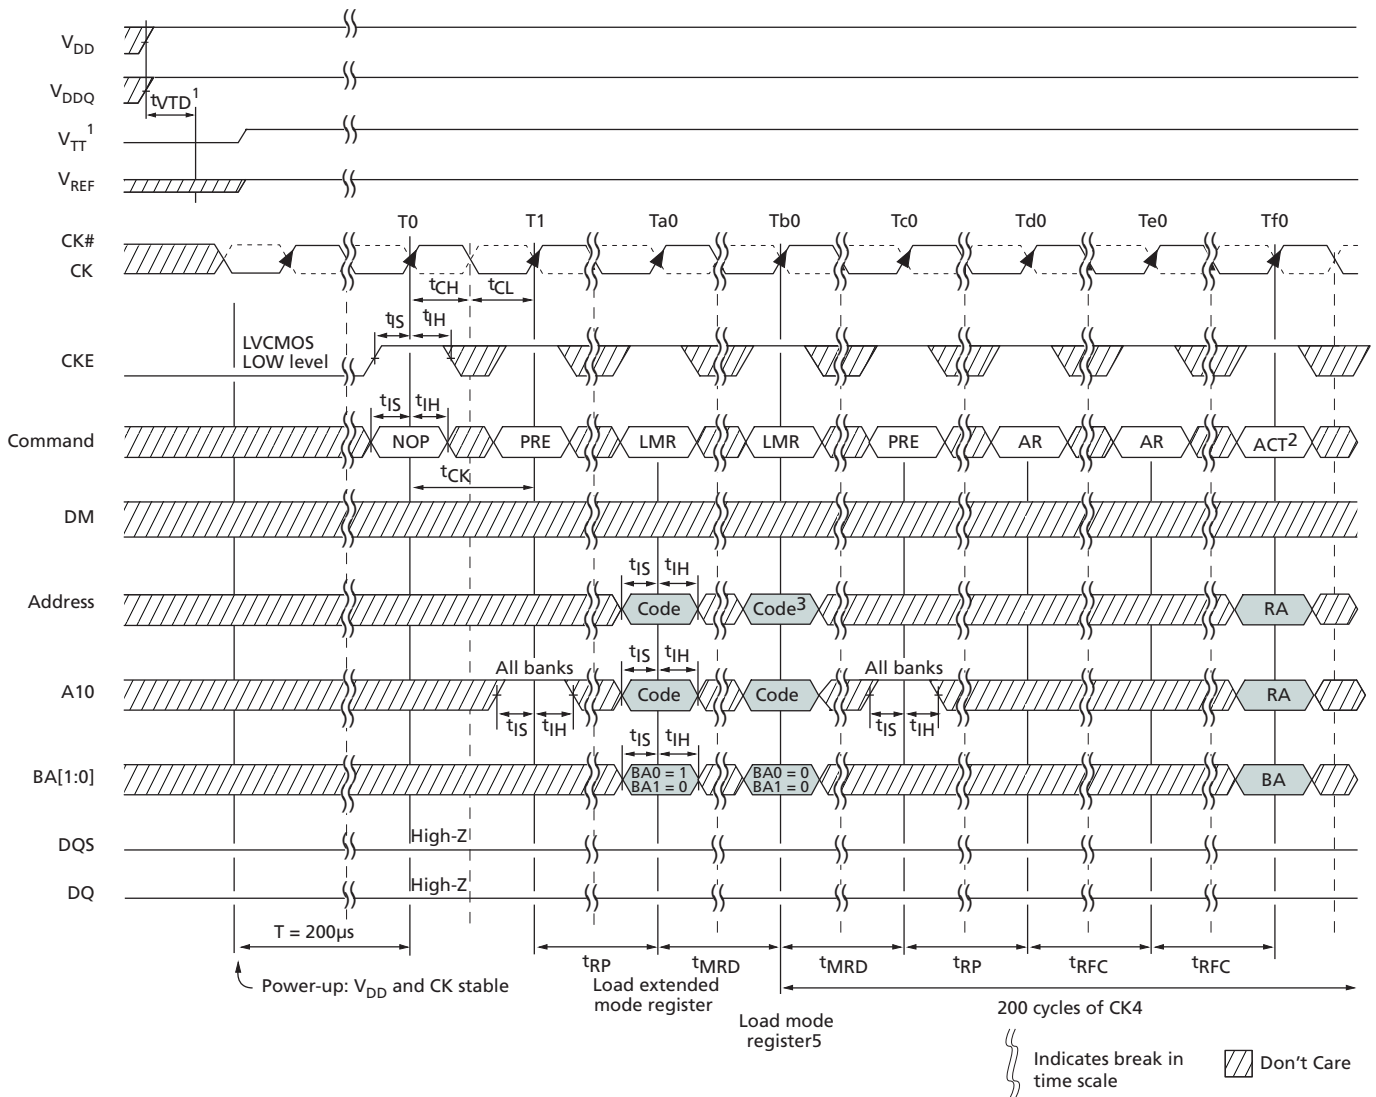 VDD
VDDQ
tVTD1
VTT1
VREF
T0 T1 Ta0 Tb0 Tc0 Td0 Te0 Tf0
CK#
CK
tCH tCL
tIS tIH
LVCMOS
LOW level
CKE
tIS tIH
Command
NOP PRE LMR LMR PRE AR AR ACT2
tCK
DM
tIS tIH
Address
Code Code3 RA
All banks tIS tIH All banks
A10
Code Code RA
tIS tIH tIS tIH
tIS tIH
BA[1:0]
BA0 = 1 BA0 = 0 BA
BA1 = 0 BA1 = 0
DQS
High-Z
DQ
High-Z
T = 200µs
tRP tMRD tMRD tRP tRFC tRFC
Power-up: VDD and CK stable
Load extended
mode register
Load mode
register5
200 cycles of CK4
Indicates break in
time scale
Don't Care